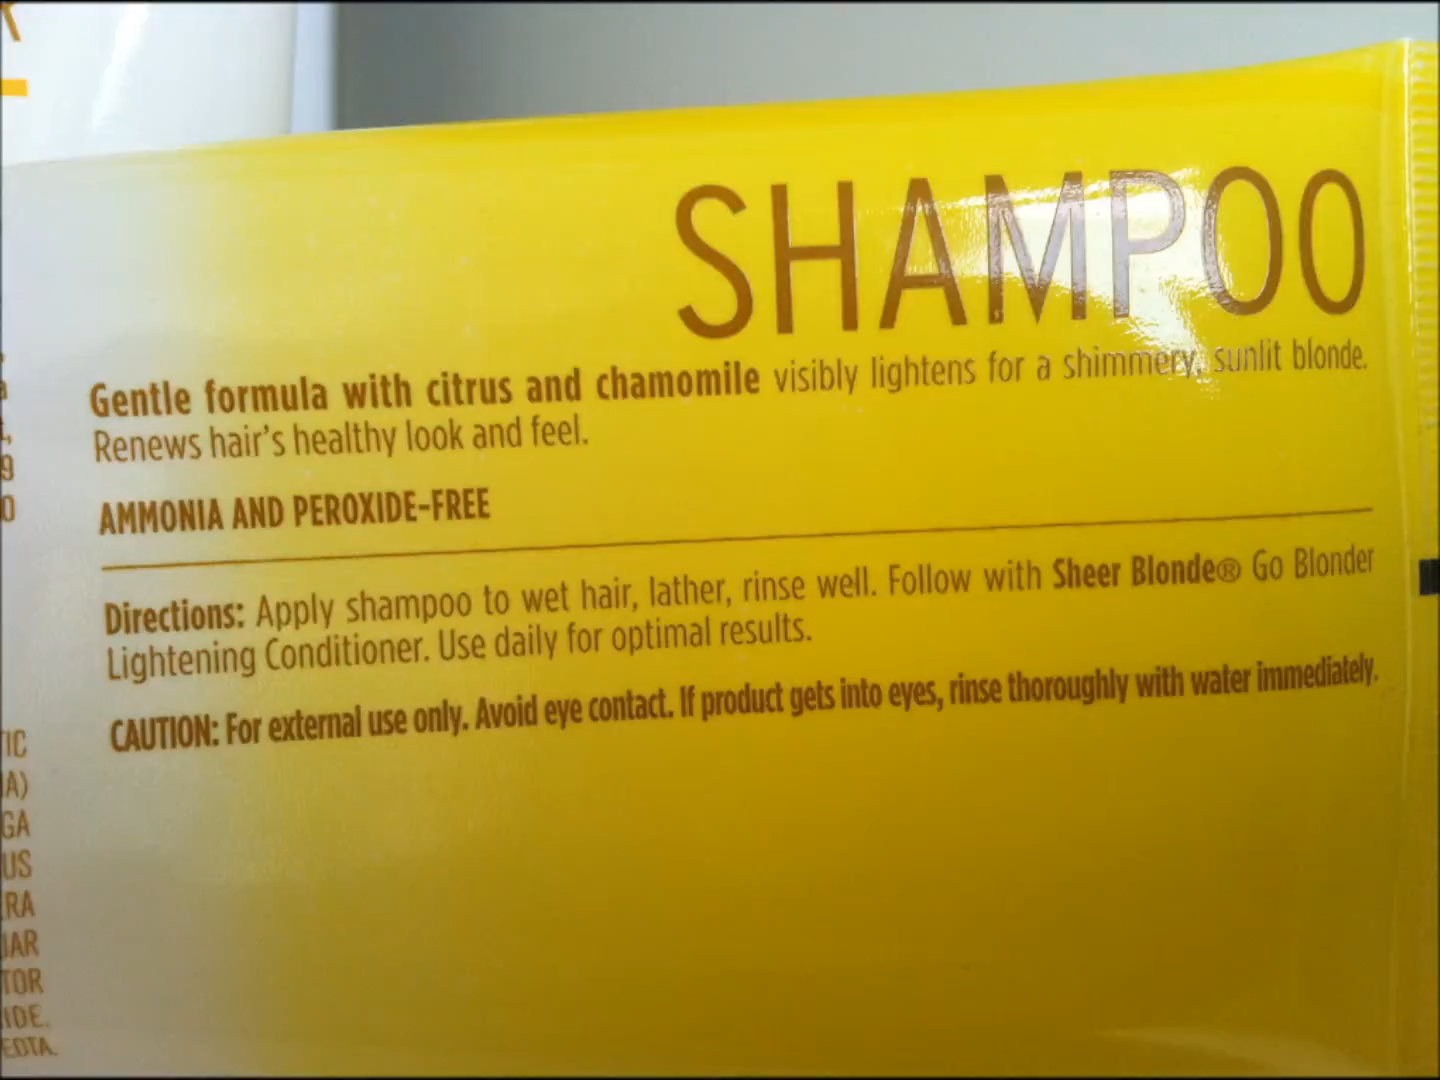 SHAMPOO
Gentle formula with citrus and chamomile visibly lightens for a shimmery, sunlit blonde.
Renews hair's healthy look and feel.
AMMONIA AND PEROXIDE-FREE
Directions: Apply shampoo to wet hair, lather, rinse well. Follow with Sheer Blonde® Go Blonder
Lightening Conditioner. Use daily for optimal results.
CAUTION: For external use only. Avoid eye contact. If product gets into eyes, rinse thoroughly with water immediately.
EDTA.